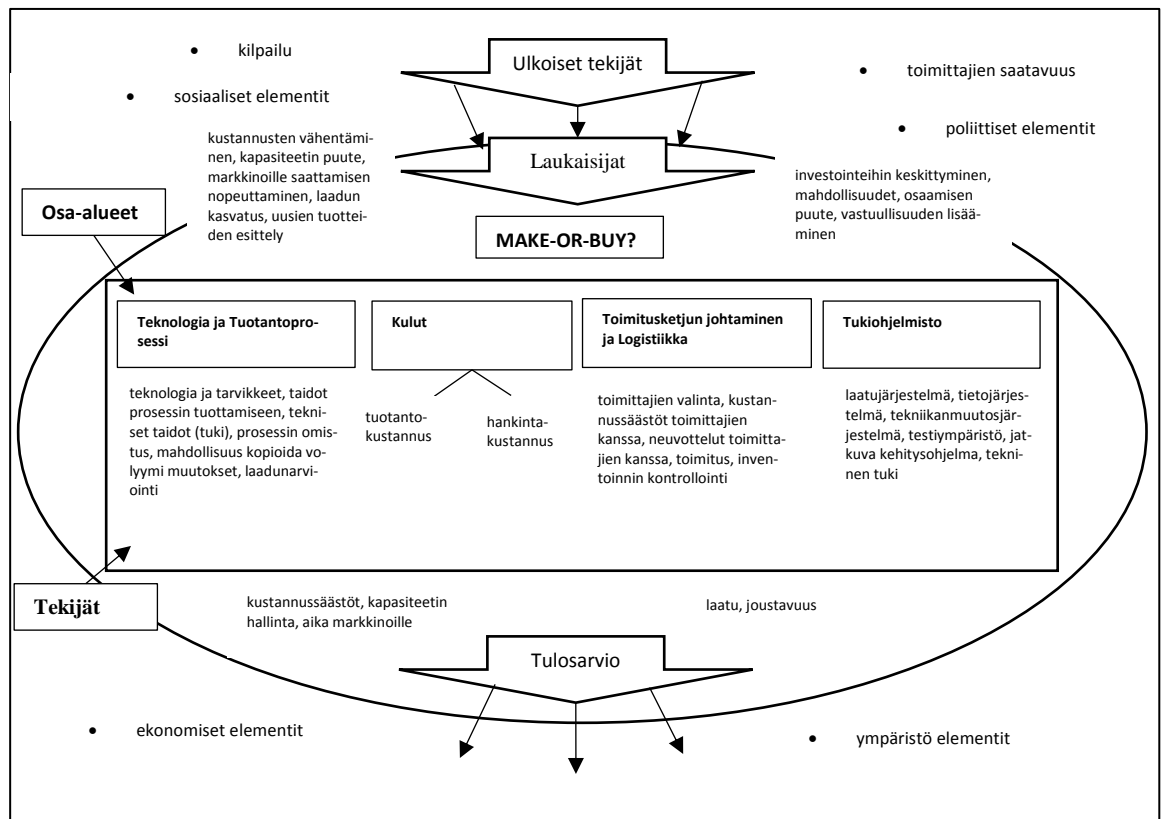 kilpailu
Ulkoiset tekijät
toimittajien saatavuus
sosiaaliset elementit
poliittiset elementit
kustannusten vähentämi-
nen, kapasiteetin puute,
markkinoille saattamisen
nopeuttaminen, laadun
kasvatus, uusien tuottei-
den esittely
Laukaisijat
investointeihin keskittyminen,
mahdollisuudet, osaamisen
puute, vastuullisuuden lisää-
minen
Osa-alueet
MAKE-OR-BUY?
Teknologia ja Tuotantopro-
sessi
Kulut
Toimitusketjun johtaminen
ja Logistiikka
Tukiohjelmisto
teknologia ja tarvikkeet, taidot
prosessin tuottamiseen, tekni-
set taidot (tuki), prosessin omis-
tus, mahdollisuus kopioida vo-
lyymi muutokset, laadunarvi-
ointi
tuotanto-
kustannus
hankinta-
kustannus
toimittajien valinta, kustan-
nussäästöt toimittajien
kanssa, neuvottelut toimitta-
jien kanssa, toimitus, inven-
toinnin kontrollointi
laatujärjestelmä, tietojärjes-
telmä, tekniikanmuutosjär-
jestelmä, testiympäristö, jat-
kuva kehitysohjelma, tekni-
nen tuki
Tekijät
kustannussäästöt, kapasiteetin
hallinta, aika markkinoille
laatu, joustavuus
Tulosarvio
ekonomiset elementit
ympäristö elementit